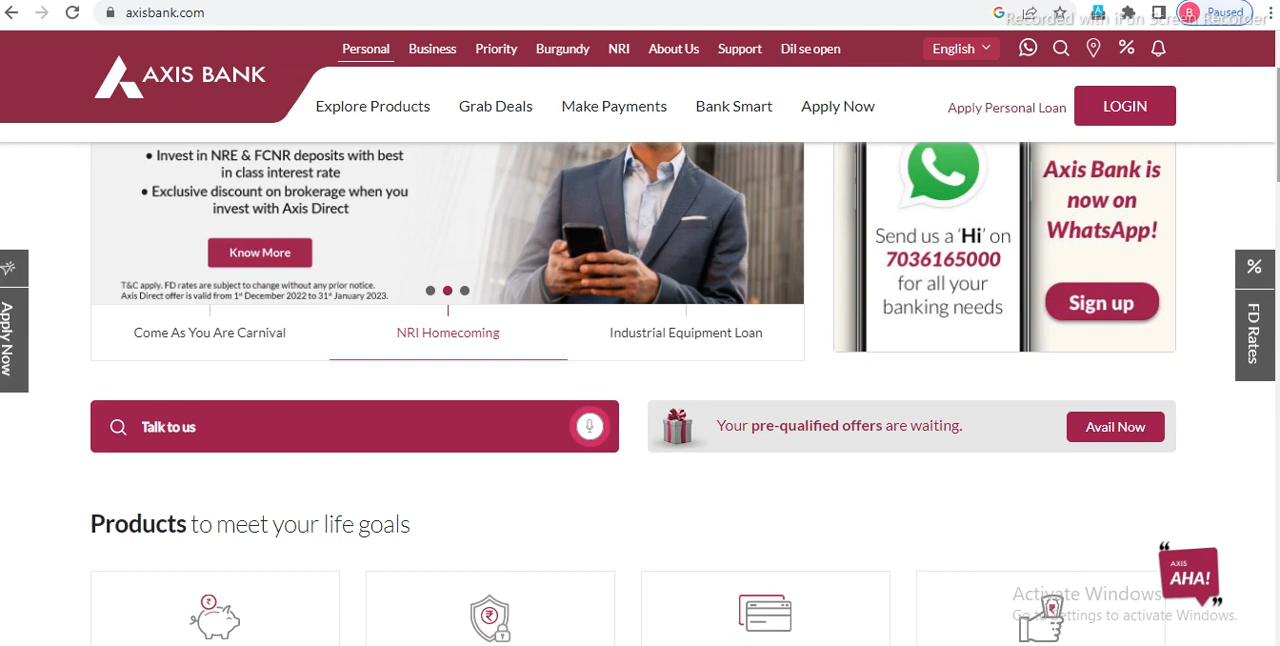 axisbank.com
Paused
Recorded with iFun Screen Recorder
Personal Business Priority Burgundy NRI About Us Support Dil se open English
AXIS BANK
Explore Products Grab Deals Make Payments Bank Smart Apply Now Apply Personal Loan LOGIN
• Invest in NRE & FCNR deposits with best
in class interest rate
• Exclusive discount on brokerage when you
invest with Axis Direct
Know More
T&C apply. FD rates are subject to change without any prior notice.
Axis Direct offer is valid from 1st December 2022 to 31st January 2023.
Come As You Are Carnival NRI Homecoming Industrial Equipment Loan
Send us a 'Hi' on
7036165000
for all your
banking needs
Axis Bank is
now on
WhatsApp!
Sign up
Apply Now
% FD Rates
Talk to us
Your pre-qualified offers are waiting.
Avail Now
Products to meet your life goals
AXIS
AHA!
Activate Windows
Go to Settings to activate Windows.